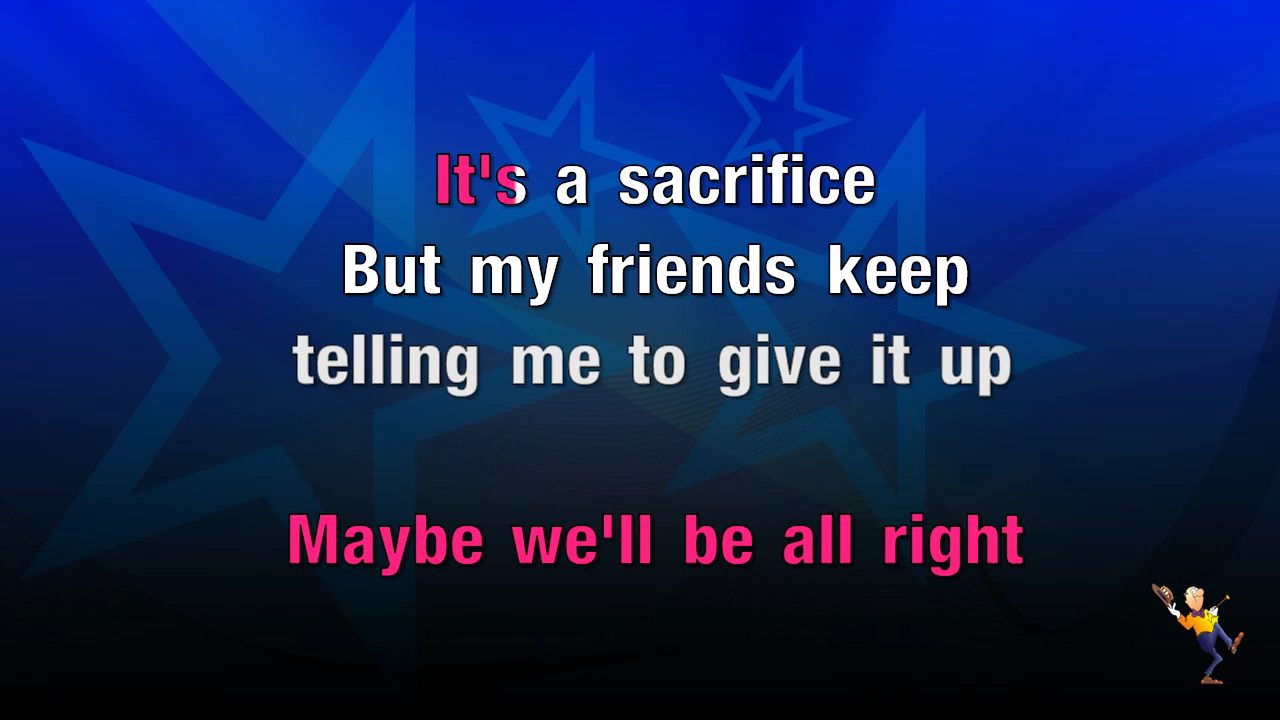 It's a sacrifice
But my friends keep
telling me to give it up
Maybe we'll be all right